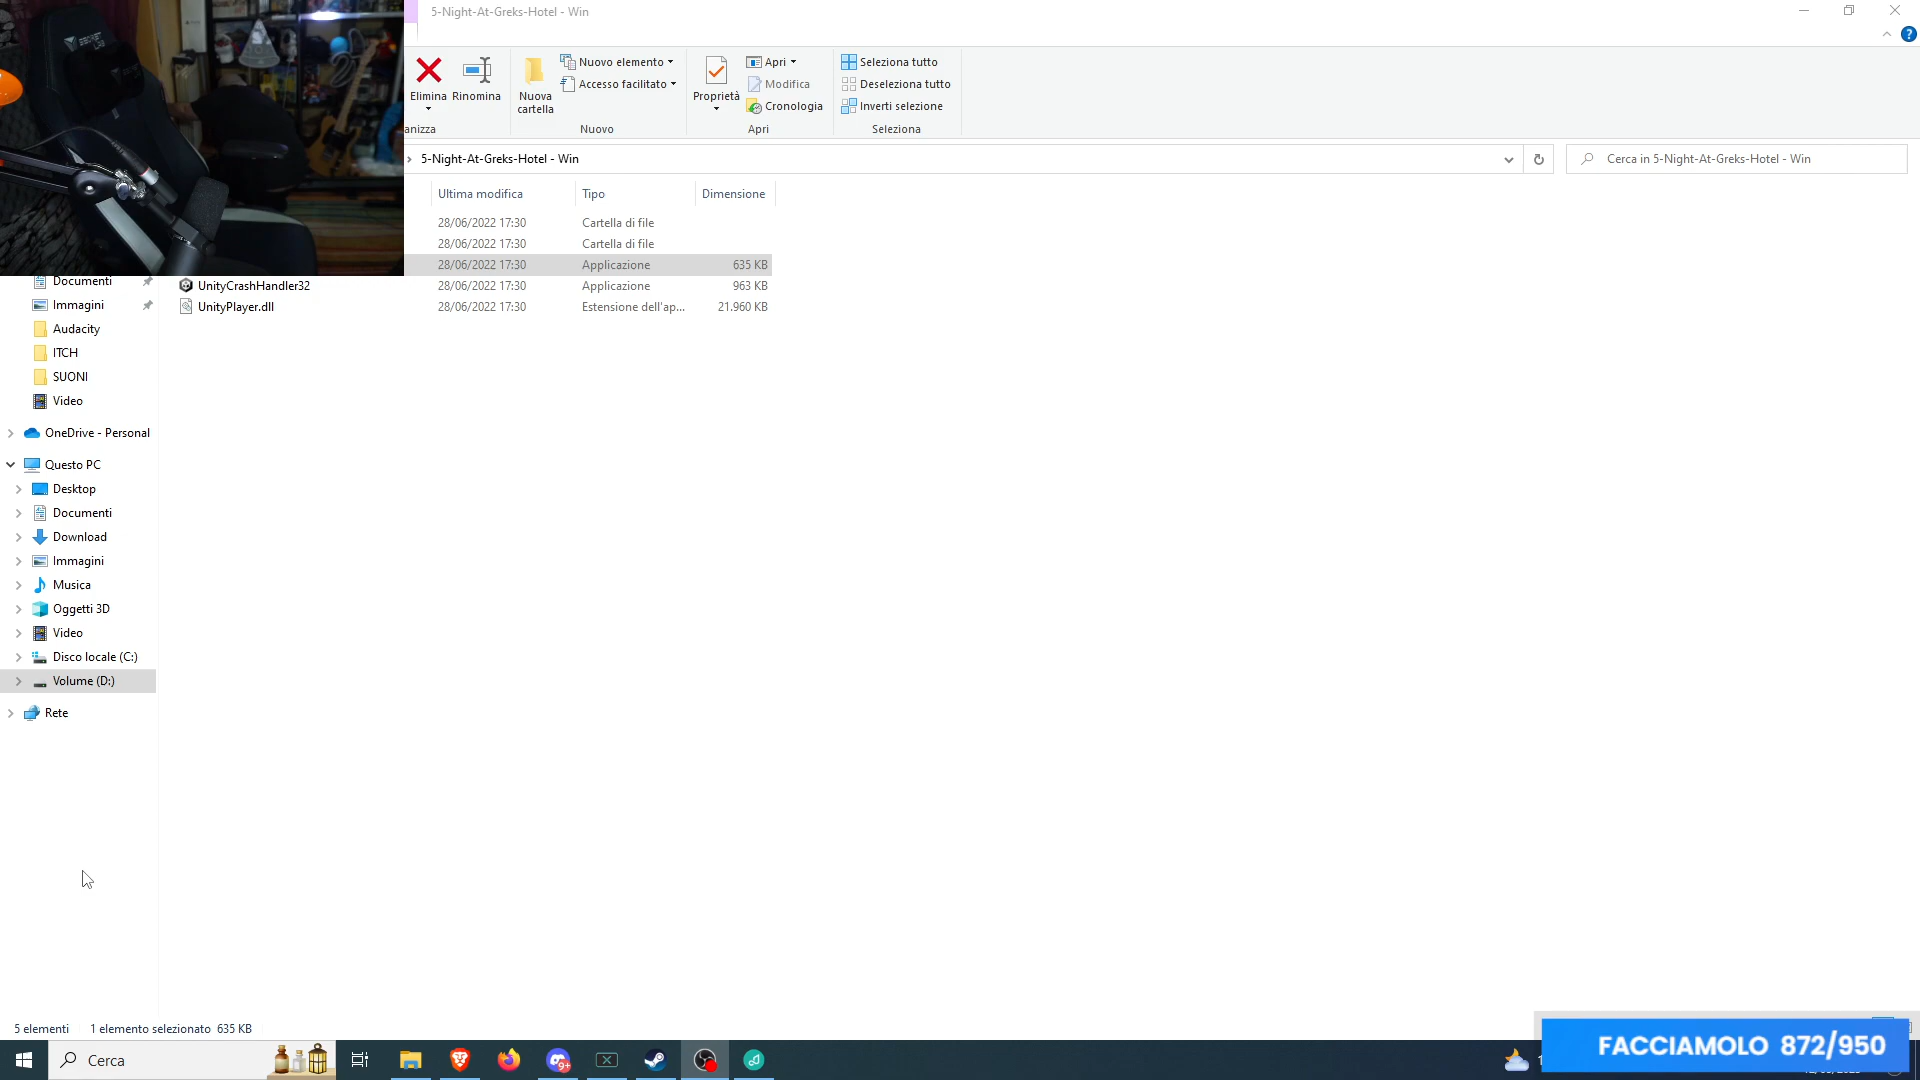 5-Night-At-Greks-Hotel - Win
Elimina
Rinomina
anizza
Nuova cartella
Nuovo elemento
Accesso facilitato
Nuovo
Proprietà
Apri
Modifica
Cronologia
Apri
Seleziona tutto
Deseleziona tutto
Inverti selezione
Seleziona
5-Night-At-Greks-Hotel - Win
Cerca in 5-Night-At-Greks-Hotel - Win
Ultima modifica Tipo Dimensione
28/06/2022 17:30 Cartella di file
28/06/2022 17:30 Cartella di file
28/06/2022 17:30 Applicazione 635 KB
UnityCrashHandler32 28/06/2022 17:30 Applicazione 963 KB
UnityPlayer.dll 28/06/2022 17:30 Estensione dell'ap... 21.960 KB
Documenti
Immagini
Audacity
ITCH
SUONI
Video
OneDrive - Personal
Questo PC
Desktop
Documenti
Download
Immagini
Musica
Oggetti 3D
Video
Disco locale (C:)
Volume (D:)
Rete
5 elementi 1 elemento selezionato 635 KB
Cerca
9+
FACCIAMOLO 872/950